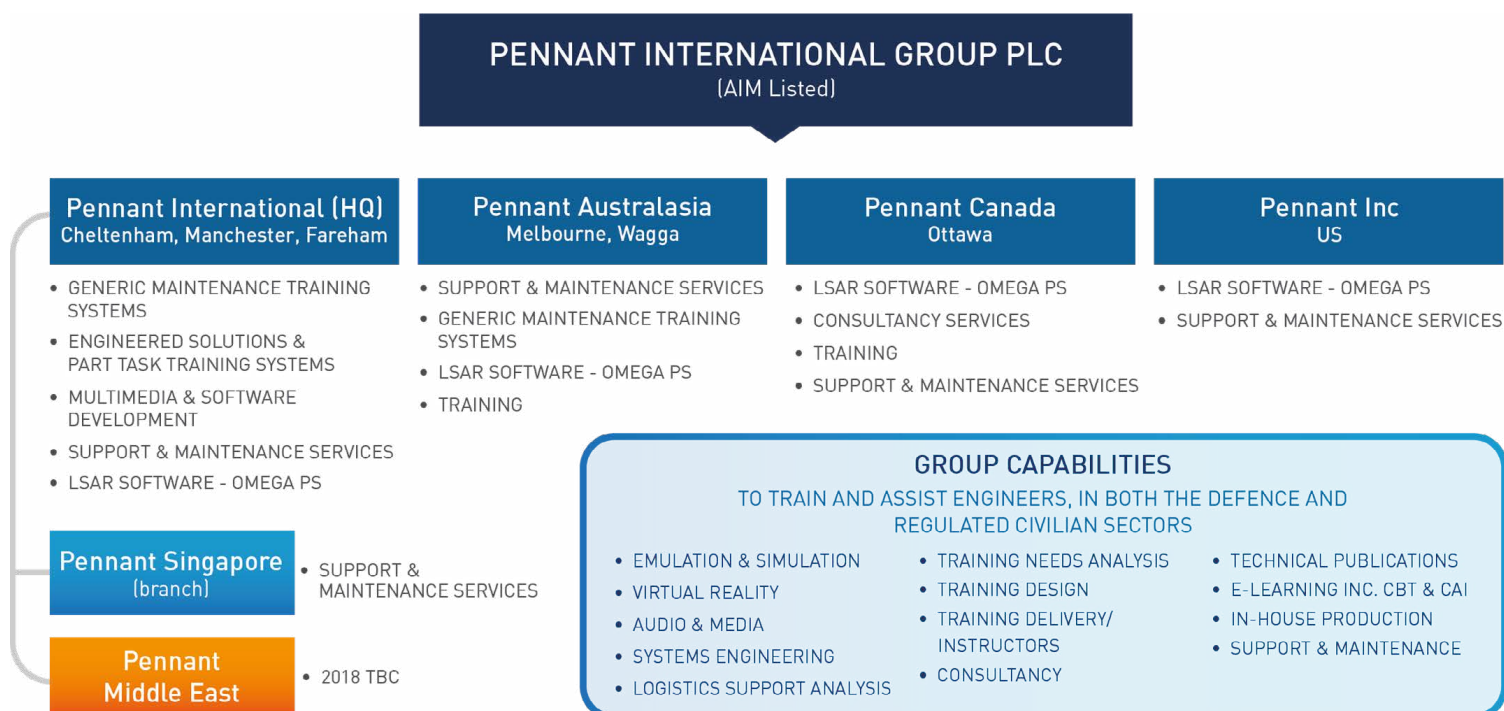 PENNANT INTERNATIONAL GROUP PLC
(AIM Listed)
Pennant International (HQ)
Cheltenham, Manchester, Fareham
• GENERIC MAINTENANCE TRAINING
SYSTEMS
• ENGINEERED SOLUTIONS &
PART TASK TRAINING SYSTEMS
• MULTIMEDIA & SOFTWARE
DEVELOPMENT
• SUPPORT & MAINTENANCE SERVICES
• LSAR SOFTWARE - OMEGA PS
Pennant Australasia
Melbourne, Wagga
• SUPPORT & MAINTENANCE SERVICES
• GENERIC MAINTENANCE TRAINING
SYSTEMS
• LSAR SOFTWARE - OMEGA PS
• TRAINING
Pennant Canada
Ottawa
• LSAR SOFTWARE - OMEGA PS
• CONSULTANCY SERVICES
• TRAINING
• SUPPORT & MAINTENANCE SERVICES
Pennant Inc
US
• LSAR SOFTWARE - OMEGA PS
• SUPPORT & MAINTENANCE SERVICES
Pennant Singapore
(branch)
• SUPPORT &
MAINTENANCE SERVICES
Pennant
Middle East
• 2018 TBC
GROUP CAPABILITIES
TO TRAIN AND ASSIST ENGINEERS, IN BOTH THE DEFENCE AND
REGULATED CIVILIAN SECTORS
• EMULATION & SIMULATION
• VIRTUAL REALITY
• AUDIO & MEDIA
• SYSTEMS ENGINEERING
• LOGISTICS SUPPORT ANALYSIS
• TRAINING NEEDS ANALYSIS
• TRAINING DESIGN
• TRAINING DELIVERY/
INSTRUCTORS
• CONSULTANCY
• TECHNICAL PUBLICATIONS
• E-LEARNING INC. CBT & CAI
• IN-HOUSE PRODUCTION
• SUPPORT & MAINTENANCE